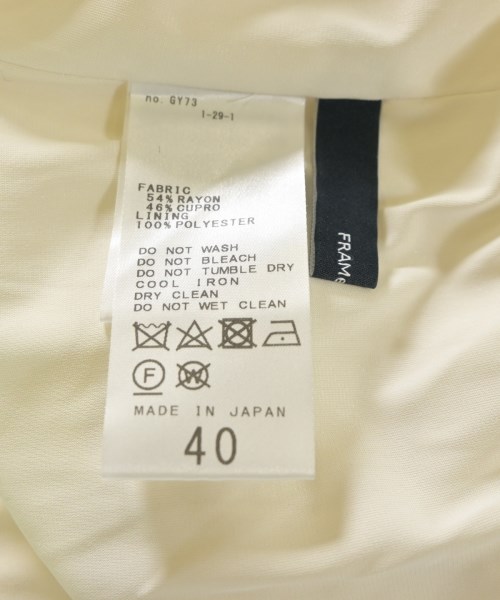 no. GY73
1-29-1
FABRIC
54% RAYON
46% CUPRO
LINING
100% POLYESTER
DO NOT WASH
DO NOT BLEACH
DO NOT TUMBLE DRY
COOL IRON
DRY CLEAN
DO NOT WET CLEAN
F W
MADE IN JAPAN
40
FRAM